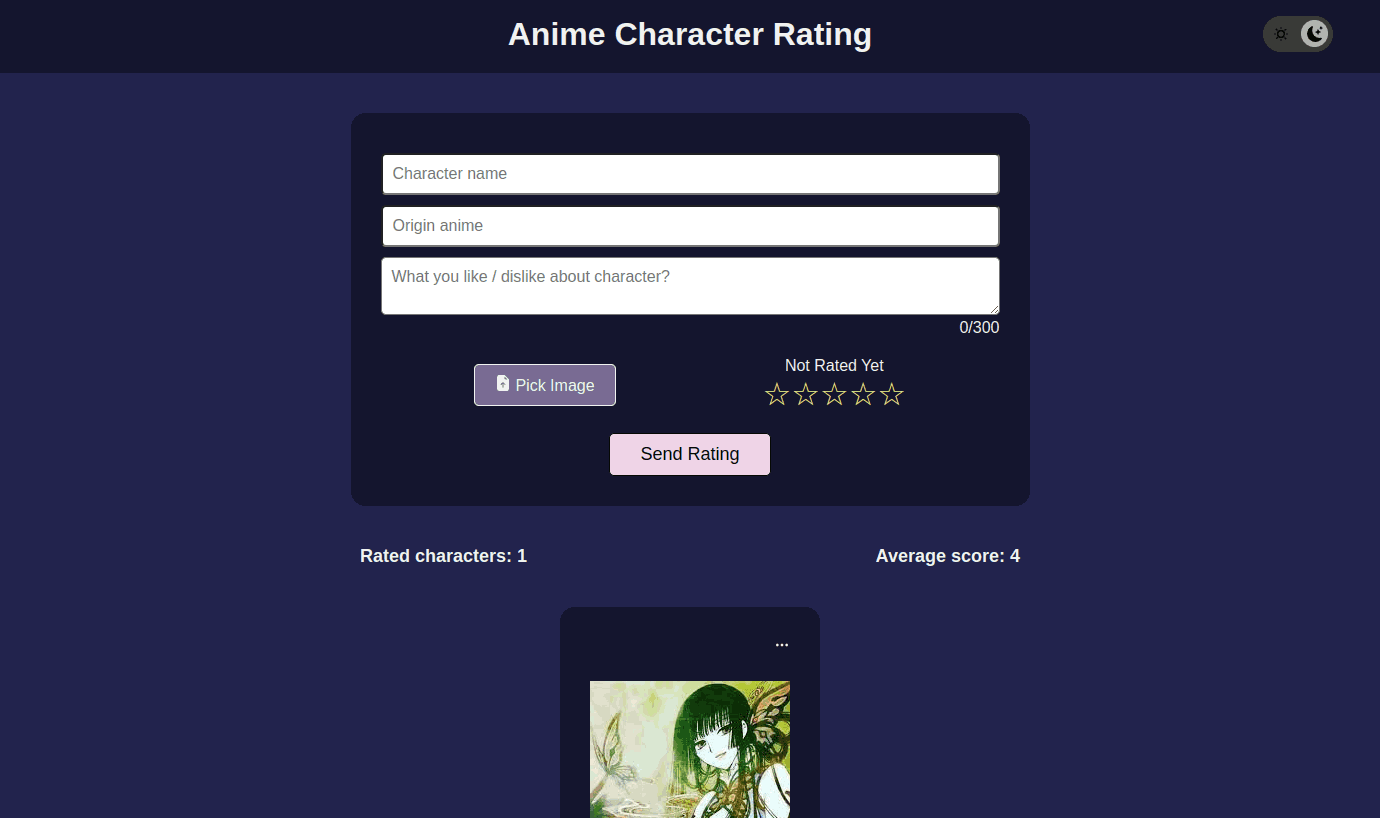 Anime Character Rating
Character name
Origin anime
What you like / dislike about character?
0/300
Pick Image
Not Rated Yet
Send Rating
Rated characters: 1
Average score: 4